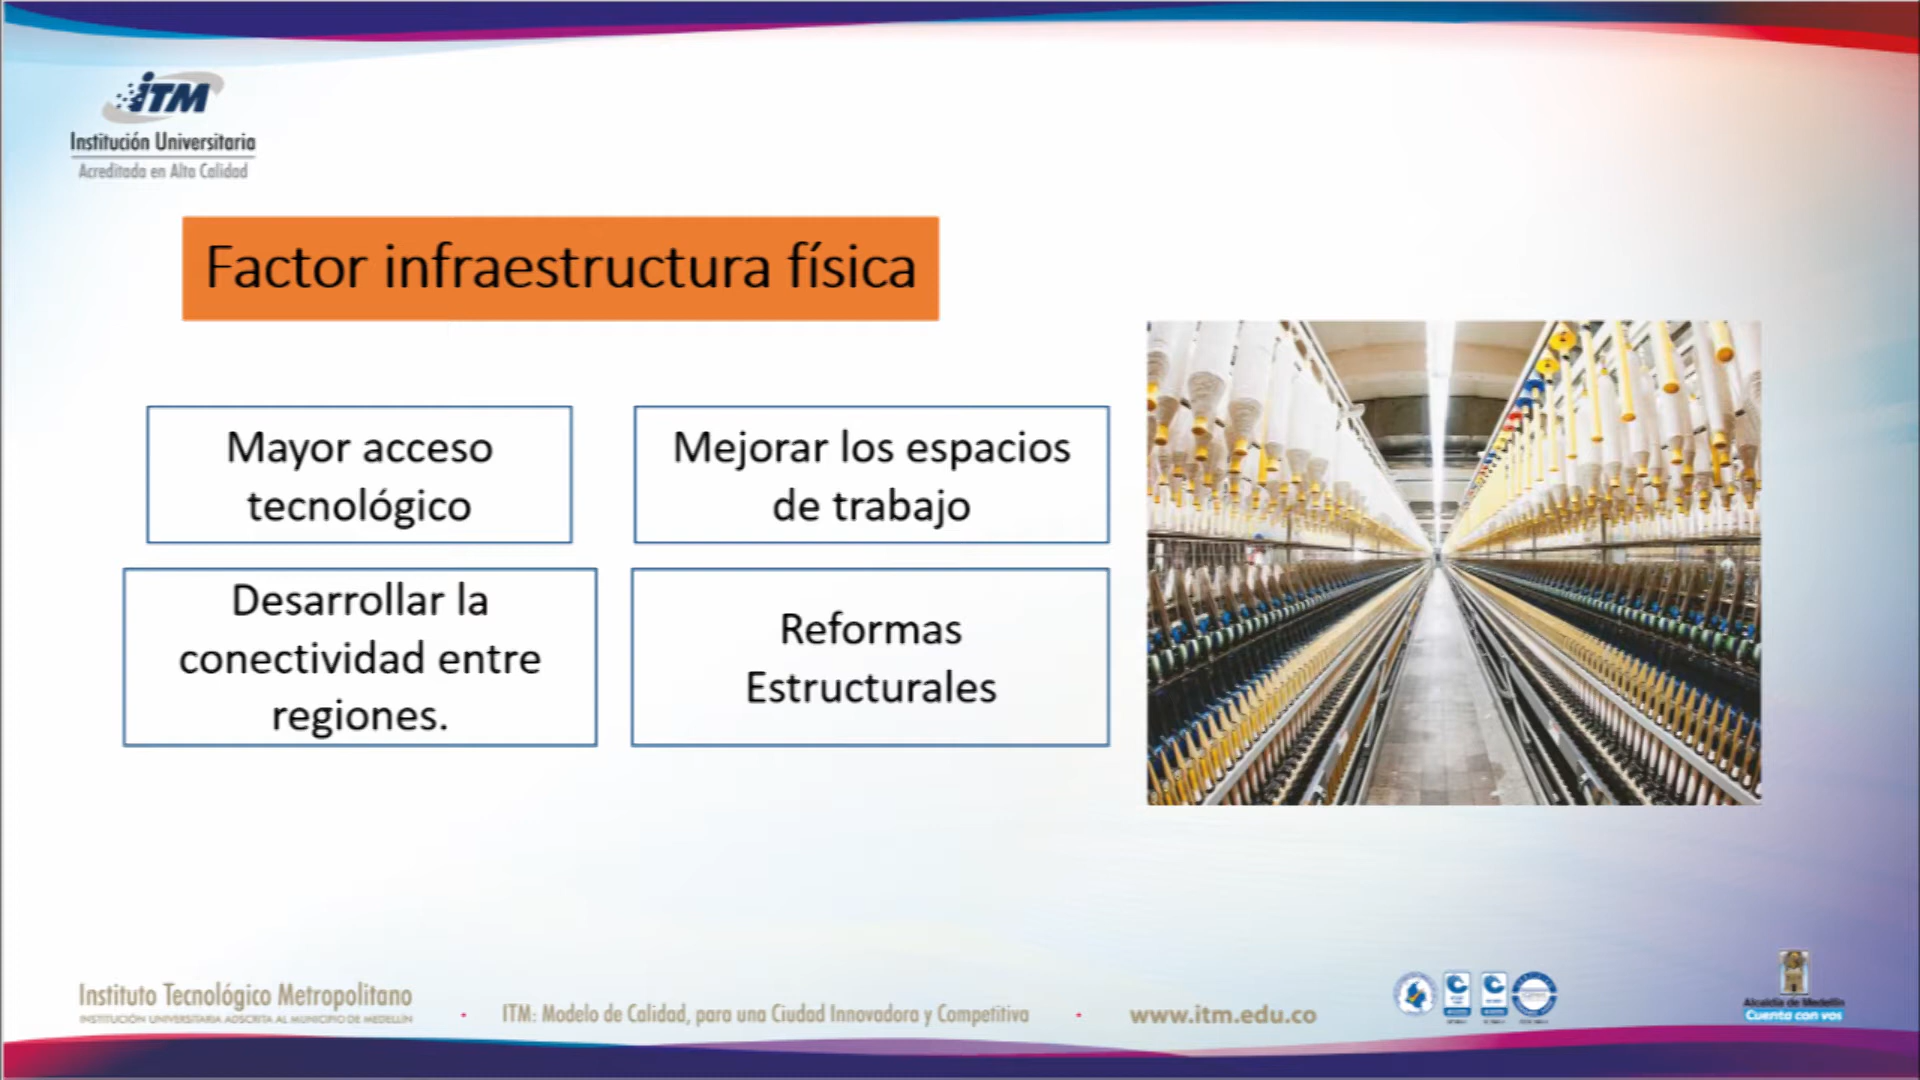 iTM
Institución Universitaria
Acreditada en Alta Calidad
Factor infraestructura física
Mayor acceso
tecnológico
Mejorar los espacios
de trabajo
Desarrollar la
conectividad entre
regiones.
Reformas
Estructurales
Instituto Tecnológico Metropolitano
INSTITUCIÓN UNIVERSITARIA ADSCRITA AL MUNICIPIO DE MEDELLÍN
ITM: Modelo de Calidad, para una Ciudad Innovadora y Competitiva
www.itm.edu.co
Alcaldía de Medellín
Cuenta con vos